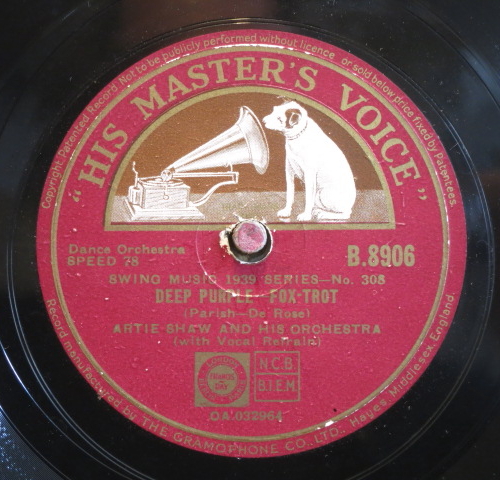 Copyright. Patented Record. Not to be publicly performed without licence or sold below price fixed by Patentees.
"HIS MASTER'S VOICE"
Dance Orchestra
SPEED 78
B.8906
SWING MUSIC 1939 SERIES—No. 308
DEEP PURPLE—FOX-TROT
(Parish—De Rose)
ARTIE SHAW AND HIS ORCHESTRA
(with Vocal Refrain)
N.C.B
B.I.E.M
OA 032964
Record manufactured by THE GRAMOPHONE CO., LTD., Hayes, Middlesex, England.